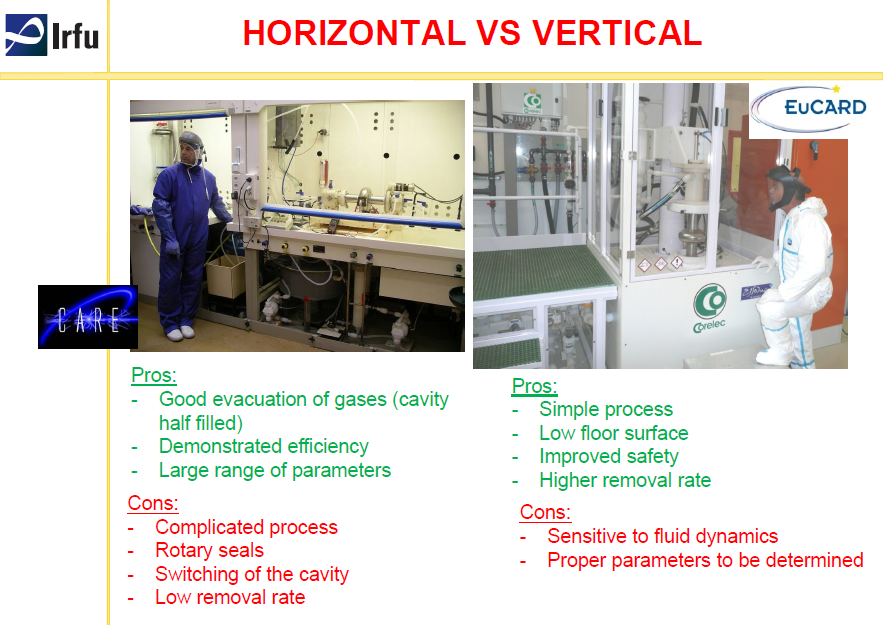 Irfu
HORIZONTAL VS VERTICAL
EUCARD
CARE
Corelec
Pros:
- Good evacuation of gases (cavity
half filled)
- Demonstrated efficiency
- Large range of parameters
Cons:
- Complicated process
- Rotary seals
- Switching of the cavity
- Low removal rate
Pros:
- Simple process
- Low floor surface
- Improved safety
- Higher removal rate
Cons:
- Sensitive to fluid dynamics
- Proper parameters to be determined